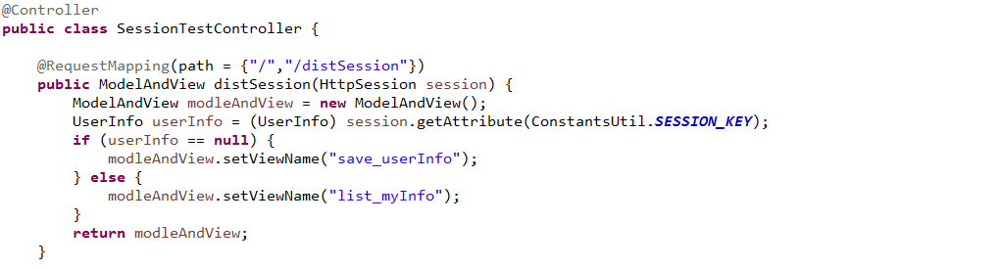 @Controller
public class SessionTestController {
@RequestMapping(path = {"/","/distSession"})
public ModelAndView distSession(HttpSession session) {
ModelAndView modleAndView = new ModelAndView();
UserInfo userInfo = (UserInfo) session.getAttribute(ConstantsUtil.SESSION_KEY);
if (userInfo == null) {
modleAndView.setViewName("save_userInfo");
} else {
modleAndView.setViewName("list_myInfo");
}
return modleAndView;
}